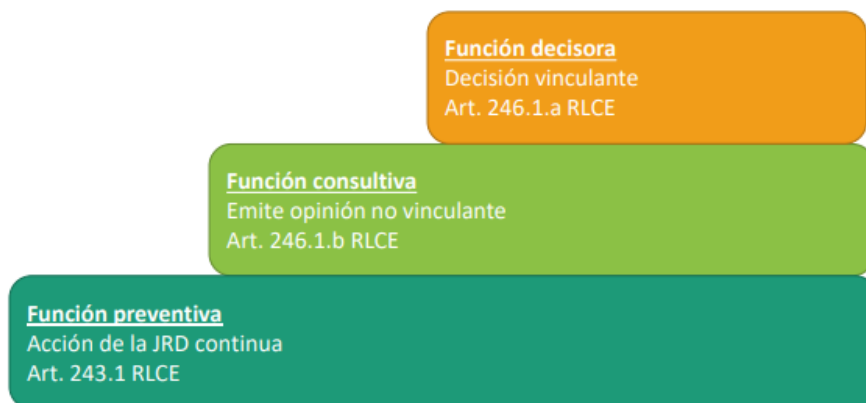 Función decisora
Decisión vinculante
Art. 246.1.a RLCE
Función consultiva
Emite opinión no vinculante
Art. 246.1.b RLCE
Función preventiva
Acción de la JRD continua
Art. 243.1 RLCE